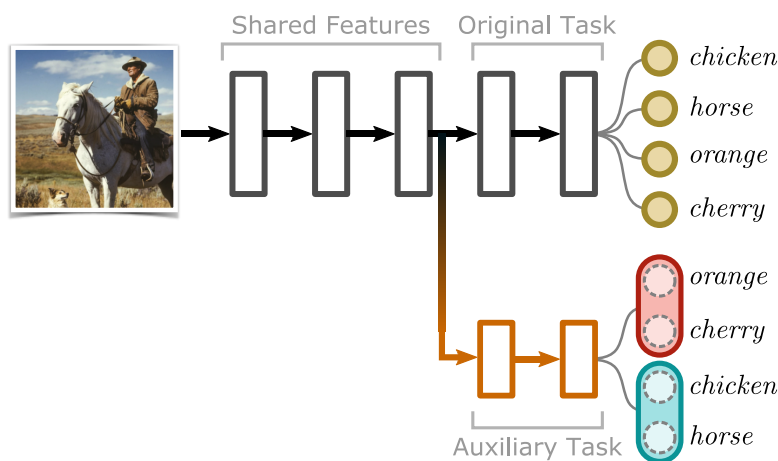 Shared Features
Original Task
chicken
horse
orange
cherry
orange
cherry
chicken
horse
Auxiliary Task